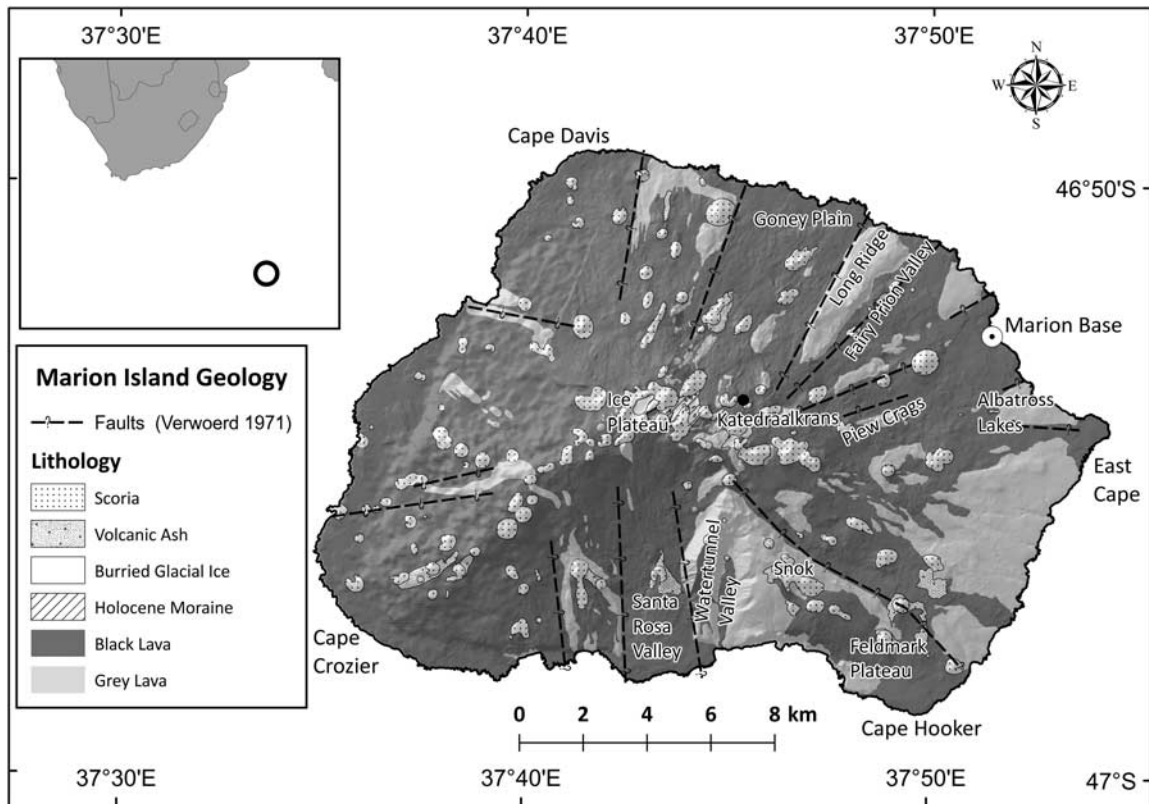 37°30'E
37°40'E
37°50'E
N
W
E
S
Cape Davis
46°50'S
Goney Plain
Long Ridge
Fairy Prion Valley
Marion Base
Marion Island Geology
Faults (Verwoerd 1971)
Lithology
Scoria
Volcanic Ash
Burried Glacial Ice
Holocene Moraine
Black Lava
Grey Lava
Ice
Plateau
Katedraalkrans
Piew Crags
Albatross
Lakes
East
Cape
Snok
Watertunnel
Valley
Santa
Rosa
Valley
Feldmark
Plateau
Cape
Crozier
Cape Hooker
0 2 4 6 8 km
37°30'E
37°40'E
37°50'E
47°S